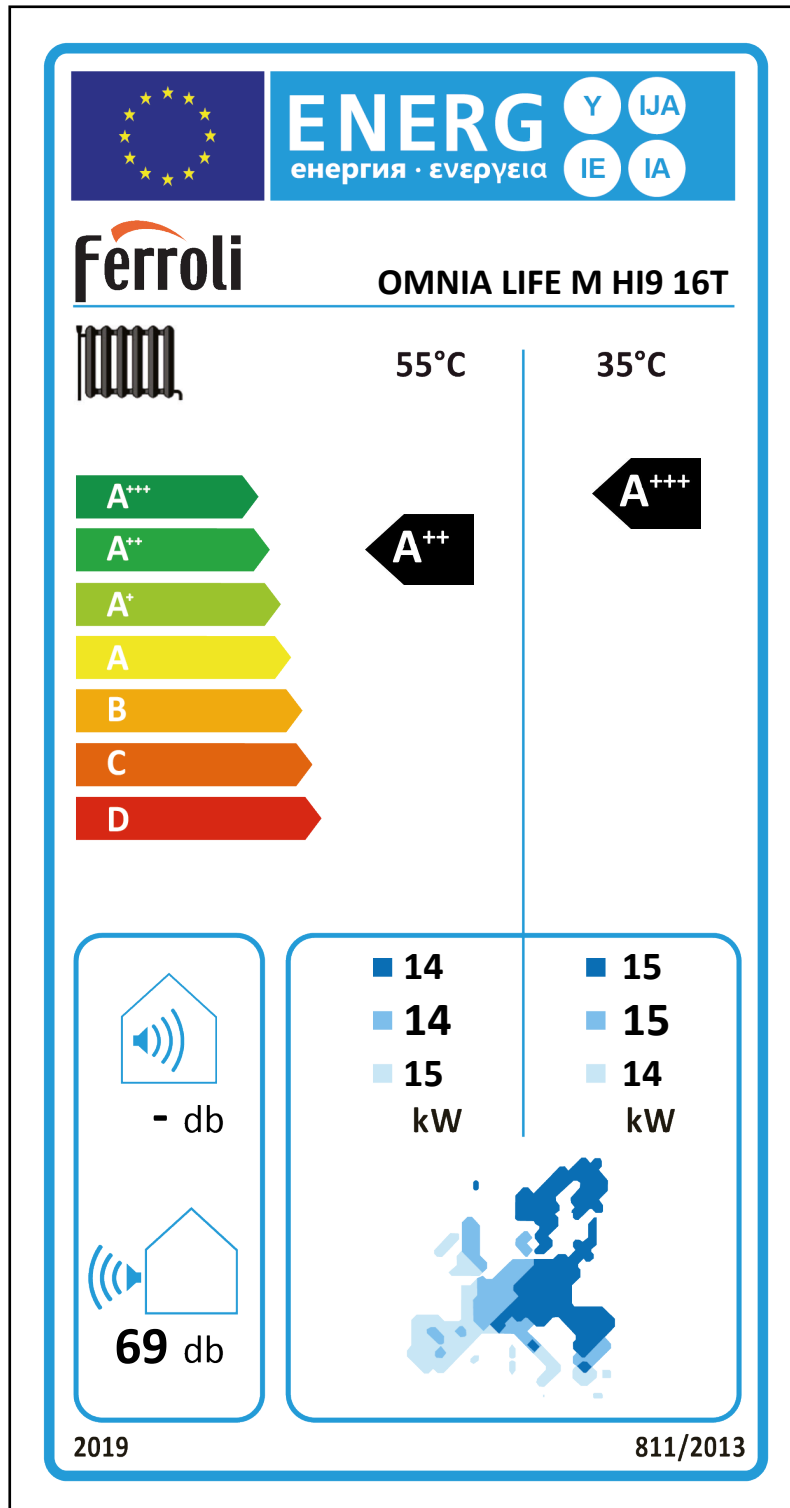 ENERG Y IJA
енергия · ενεργεια IE IA
Ferroli
OMNIA LIFE M HI9 16T
55°C 35°C
A+++
A+++
A++
A++
A+
A
B
C
D
14 15
14 15
15 14
kW kW
- db
69 db
2019 811/2013